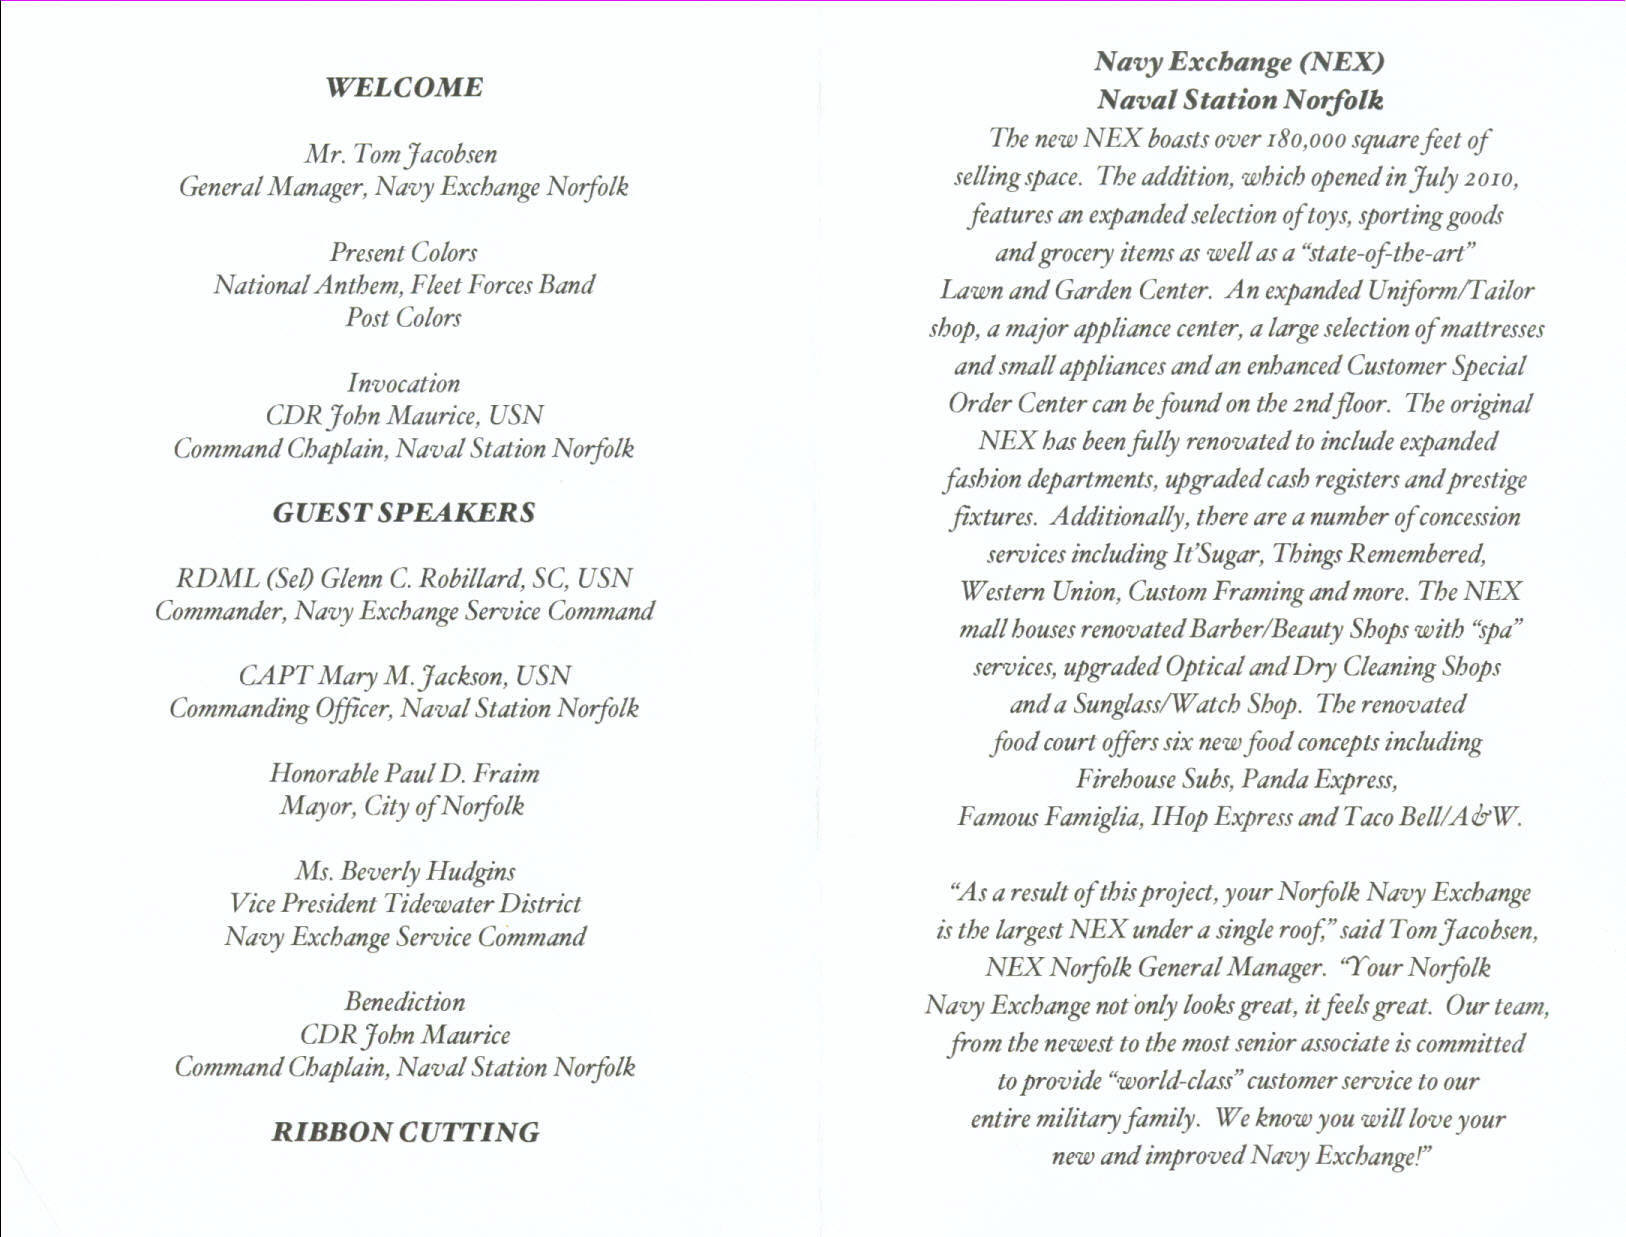 WELCOME
Mr. Tom Jacobsen
General Manager, Navy Exchange Norfolk
Present Colors
National Anthem, Fleet Forces Band
Post Colors
Invocation
CDR John Maurice, USN
Command Chaplain, Naval Station Norfolk
GUEST SPEAKERS
RDML (Sel) Glenn C. Robillard, SC, USN
Commander, Navy Exchange Service Command
CAPT Mary M. Jackson, USN
Commanding Officer, Naval Station Norfolk
Honorable Paul D. Fraim
Mayor, City of Norfolk
Ms. Beverly Hudgins
Vice President Tidewater District
Navy Exchange Service Command
Benediction
CDR John Maurice
Command Chaplain, Naval Station Norfolk
RIBBON CUTTING
Navy Exchange (NEX)
Naval Station Norfolk
The new NEX boasts over 180,000 square feet of
selling space. The addition, which opened in July 2010,
features an expanded selection of toys, sporting goods
and grocery items as well as a “state-of-the-art”
Lawn and Garden Center. An expanded Uniform/Tailor
shop, a major appliance center, a large selection of mattresses
and small appliances and an enhanced Customer Special
Order Center can be found on the 2nd floor. The original
NEX has been fully renovated to include expanded
fashion departments, upgraded cash registers and prestige
fixtures. Additionally, there are a number of concession
services including It’Sugar, Things Remembered,
Western Union, Custom Framing and more. The NEX
mall houses renovated Barber/Beauty Shops with “spa”
services, upgraded Optical and Dry Cleaning Shops
and a Sunglass/Watch Shop. The renovated
food court offers six new food concepts including
Firehouse Subs, Panda Express,
Famous Famiglia, IHop Express and Taco Bell/A&W.
“As a result of this project, your Norfolk Navy Exchange
is the largest NEX under a single roof,” said Tom Jacobsen,
NEX Norfolk General Manager. “Your Norfolk
Navy Exchange not only looks great, it feels great. Our team,
from the newest to the most senior associate is committed
to provide “world-class” customer service to our
entire military family. We know you will love your
new and improved Navy Exchange!”